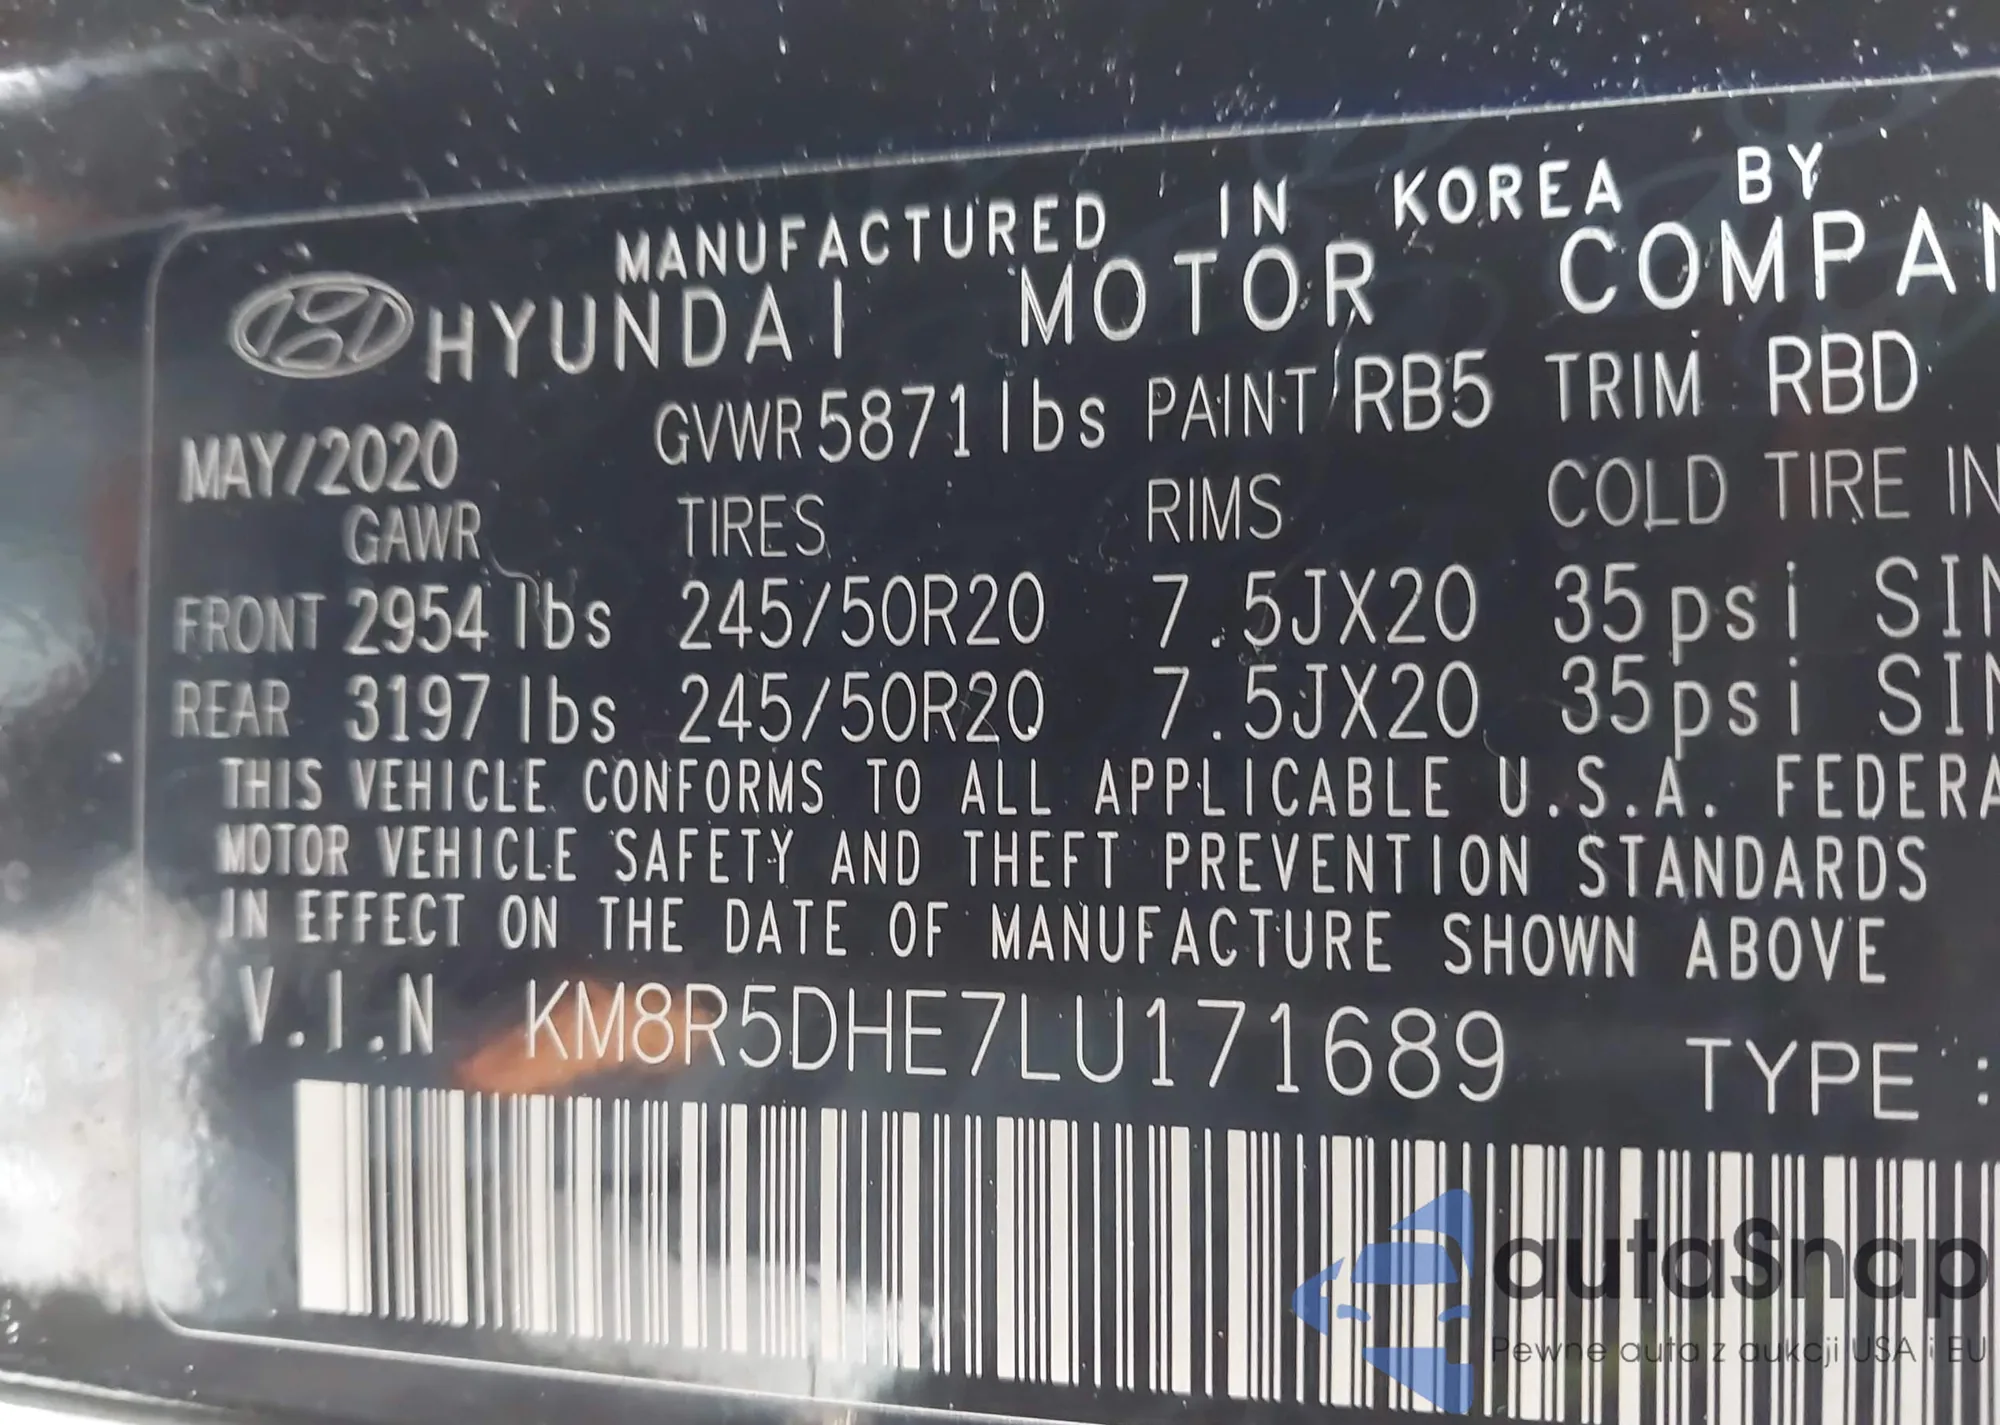 MANUFACTURED IN KOREA BY
HYUNDAI MOTOR COMPAN
MAY/2020 GVWR 5871 lbs PAINT RB5 TRIM RBD
GAWR TIRES RIMS COLD TIRE IN
FRONT 2954 lbs 245/50R20 7.5JX20 35psi SIN
REAR 3197 lbs 245/50R20 7.5JX20 35psi SIN
THIS VEHICLE CONFORMS TO ALL APPLICABLE U.S.A. FEDERA
MOTOR VEHICLE SAFETY AND THEFT PREVENTION STANDARDS
IN EFFECT ON THE DATE OF MANUFACTURE SHOWN ABOVE
V.I.N KM8R5DHE7LU171689 TYPE :
autaSnap
Pewne auta z aukcji USA i EU